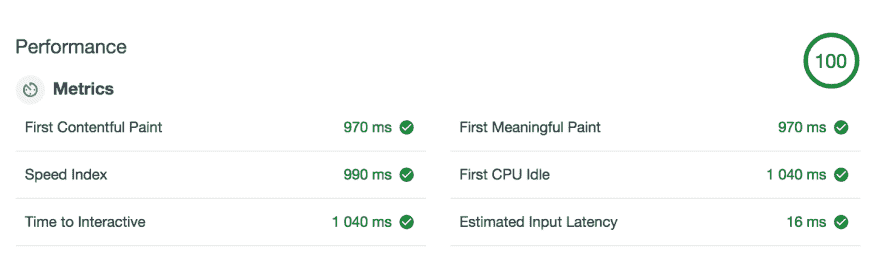 Performance
100
Metrics
First Contentful Paint 970 ms
First Meaningful Paint 970 ms
Speed Index 990 ms
First CPU Idle 1 040 ms
Time to Interactive 1 040 ms
Estimated Input Latency 16 ms